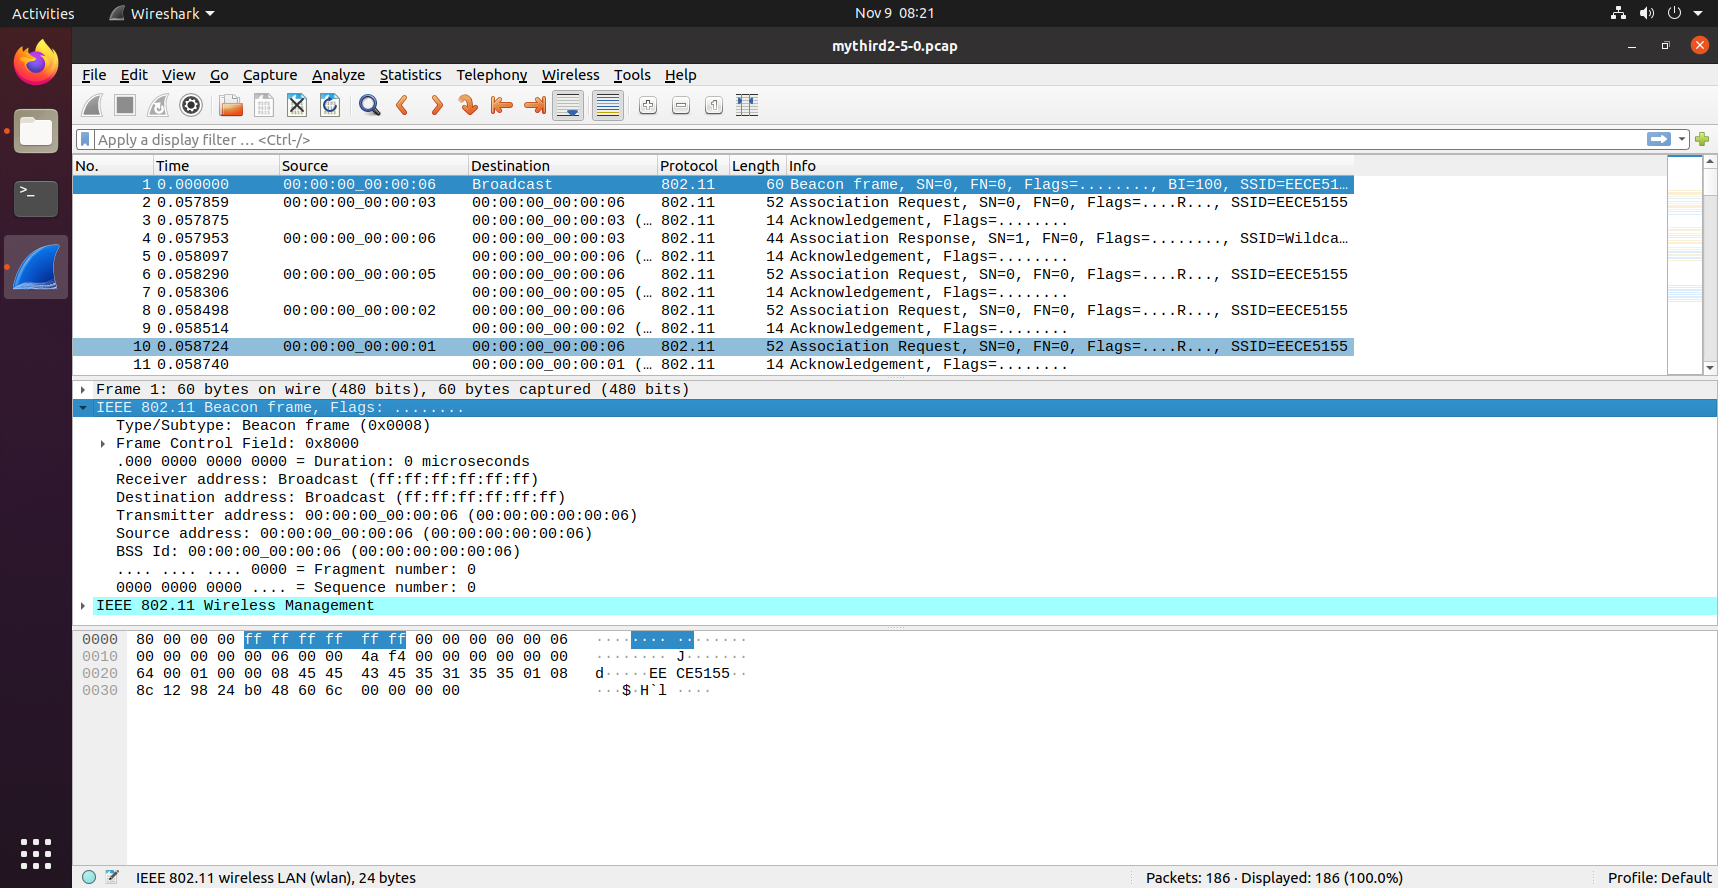 Activities Wireshark Nov 9 08:21
mythird2-5-0.pcap
File Edit View Go Capture Analyze Statistics Telephony Wireless Tools Help
Apply a display filter … <Ctrl-/>
No. Time Source Destination Protocol Length Info
1 0.000000 00:00:00_00:00:06 Broadcast 802.11 60 Beacon frame, SN=0, FN=0, Flags=........, BI=100, SSID=EECE51…
2 0.057859 00:00:00_00:00:03 00:00:00_00:00:06 802.11 52 Association Request, SN=0, FN=0, Flags=....R..., SSID=EECE5155
3 0.057875 00:00:00_00:00:03 (… 802.11 14 Acknowledgement, Flags=........
4 0.057953 00:00:00_00:00:06 00:00:00_00:00:03 802.11 44 Association Response, SN=1, FN=0, Flags=........, SSID=Wildca…
5 0.058097 00:00:00_00:00:06 (… 802.11 14 Acknowledgement, Flags=........
6 0.058290 00:00:00_00:00:05 00:00:00_00:00:06 802.11 52 Association Request, SN=0, FN=0, Flags=....R..., SSID=EECE5155
7 0.058306 00:00:00_00:00:05 (… 802.11 14 Acknowledgement, Flags=........
8 0.058498 00:00:00_00:00:02 00:00:00_00:00:06 802.11 52 Association Request, SN=0, FN=0, Flags=....R..., SSID=EECE5155
9 0.058514 00:00:00_00:00:02 (… 802.11 14 Acknowledgement, Flags=........
10 0.058724 00:00:00_00:00:01 00:00:00_00:00:06 802.11 52 Association Request, SN=0, FN=0, Flags=....R..., SSID=EECE5155
11 0.058740 00:00:00_00:00:01 (… 802.11 14 Acknowledgement, Flags=........
Frame 1: 60 bytes on wire (480 bits), 60 bytes captured (480 bits)
IEEE 802.11 Beacon frame, Flags: ........
Type/Subtype: Beacon frame (0x0008)
Frame Control Field: 0x8000
.000 0000 0000 0000 = Duration: 0 microseconds
Receiver address: Broadcast (ff:ff:ff:ff:ff:ff)
Destination address: Broadcast (ff:ff:ff:ff:ff:ff)
Transmitter address: 00:00:00_00:00:06 (00:00:00:00:00:06)
Source address: 00:00:00_00:00:06 (00:00:00:00:00:06)
BSS Id: 00:00:00_00:00:06 (00:00:00:00:00:06)
.... .... .... 0000 = Fragment number: 0
0000 0000 0000 .... = Sequence number: 0
IEEE 802.11 Wireless Management
0000 80 00 00 00 ff ff ff ff ff ff 00 00 00 00 00 06 ········ ········
0010 00 00 00 00 00 06 00 00 4a f4 00 00 00 00 00 00 ········ J·······
0020 64 00 01 00 00 08 45 45 43 45 35 31 35 35 01 08 d·····EE CE5155··
0030 8c 12 98 24 b0 48 60 6c 00 00 00 00 ···$·H`l ····
IEEE 802.11 wireless LAN (wlan), 24 bytes Packets: 186 · Displayed: 186 (100.0%) Profile: Default